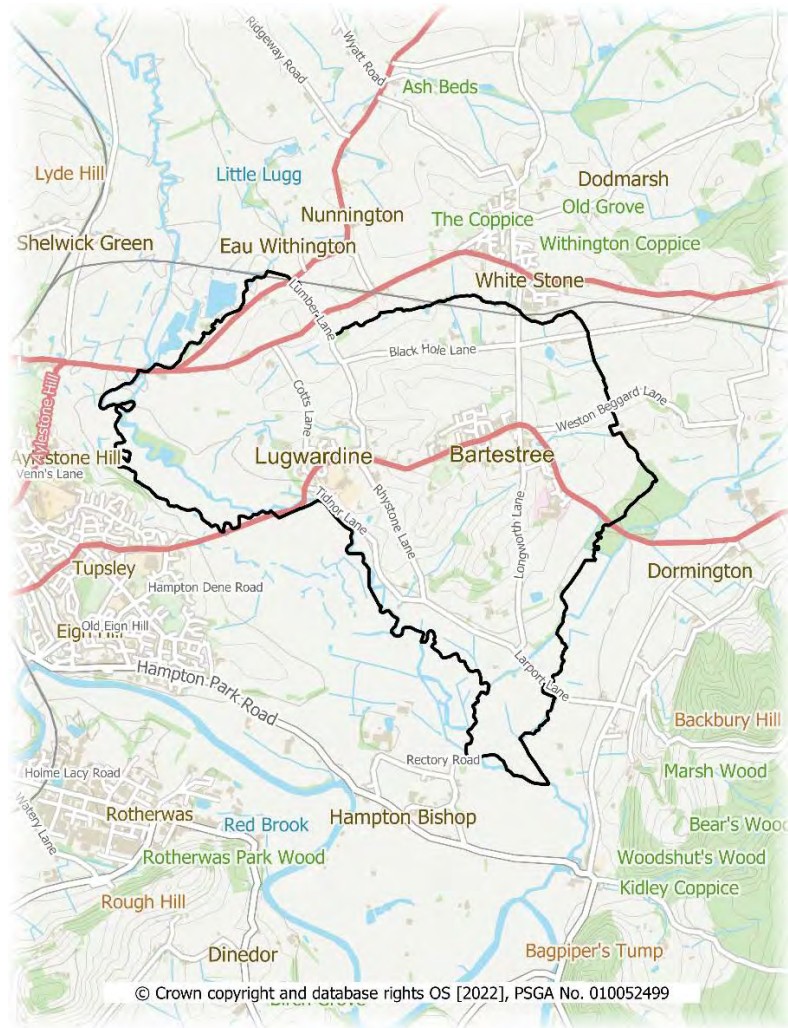 Ridgeway Road
Wyatt Road
Ash Beds
Lyde Hill
Little Lugg
Dodmarsh
Old Grove
Nunnington
The Coppice
Shelwick Green
Eau Withington
Withington Coppice
White Stone
Lumber Lane
Black Hole Lane
Aylestone Hill
Cotts Lane
Weston Beggard Lane
Aylestone Hill
Venn's Lane
Lugwardine
Bartestree
Tidnor Lane
Rhystone Lane
Longworth Lane
Tupsley
Hampton Dene Road
Dormington
Old Eign Hill
Eign Hill
Hampton Park Road
Larport Lane
Backbury Hill
Rectory Road
Holme Lacy Road
Marsh Wood
Watery Lane
Rotherwas
Red Brook
Hampton Bishop
Bear's Wood
Rotherwas Park Wood
Woodshut's Wood
Kidley Coppice
Rough Hill
Dinedor
Bagpiper's Tump
© Crown copyright and database rights OS [2022], PSGA No. 010052499